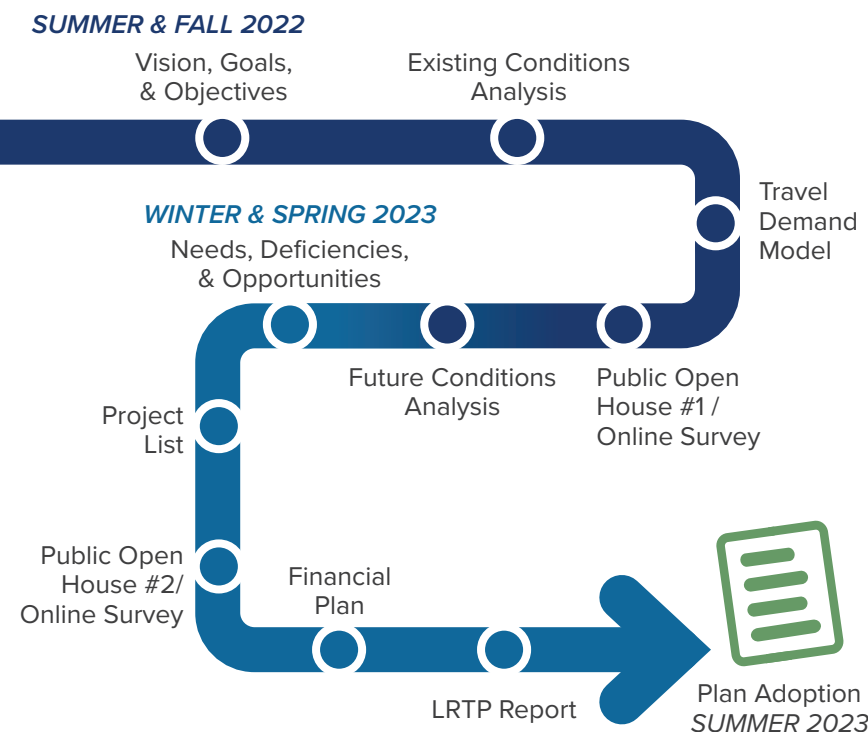 SUMMER & FALL 2022
Vision, Goals,
& Objectives
Existing Conditions
Analysis
Travel
Demand
Model
WINTER & SPRING 2023
Needs, Deficiencies,
& Opportunities
Future Conditions
Analysis
Public Open
House #1 /
Online Survey
Project
List
Public Open
House #2/
Online Survey
Financial
Plan
LRTP Report
Plan Adoption
SUMMER 2023